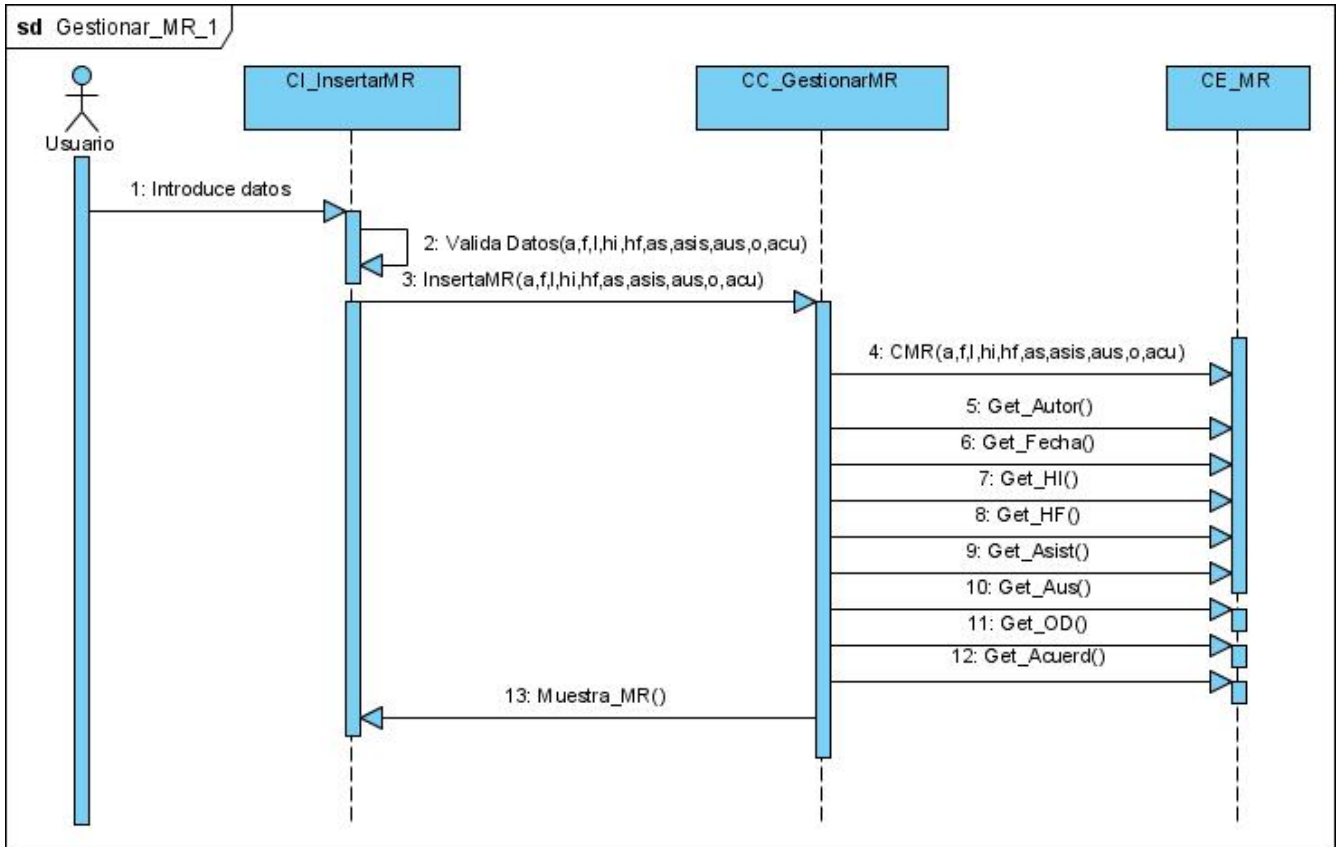 sd Gestionar_MR_1
CI_InsertarMR
CC_GestionarMR
CE_MR
Usuario
1: Introduce datos
2: Valida Datos(a,f,l,hi,hf,as,asis,aus,o,acu)
3: InsertaMR(a,f,l,hi,hf,as,asis,aus,o,acu)
4: CMR(a,f,l,hi,hf,as,asis,aus,o,acu)
5: Get_Autor()
6: Get_Fecha()
7: Get_HI()
8: Get_HF()
9: Get_Asist()
10: Get_Aus()
11: Get_OD()
12: Get_Acuerd()
13: Muestra_MR()